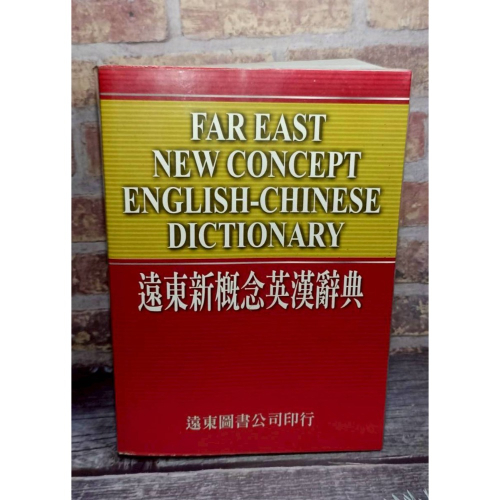 FAR EAST
NEW CONCEPT
ENGLISH-CHINESE
DICTIONARY
遠東新概念英漢辭典
遠東圖書公司印行